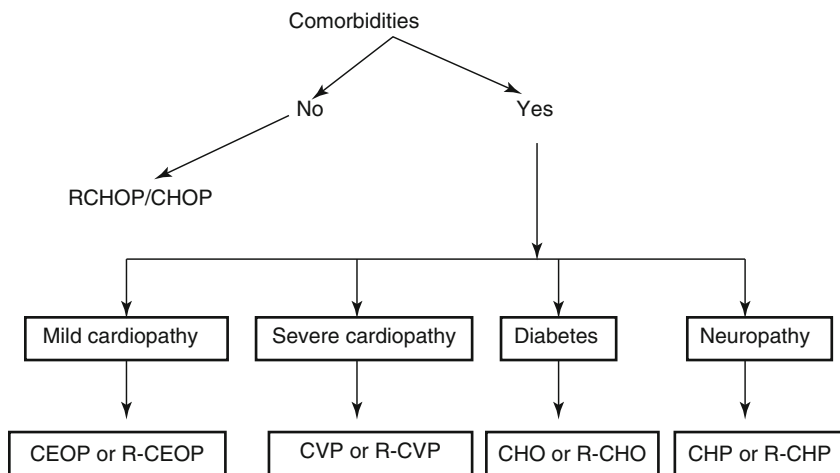 Comorbidities
No
Yes
RCHOP/CHOP
Mild cardiopathy
Severe cardiopathy
Diabetes
Neuropathy
CEOP or R-CEOP
CVP or R-CVP
CHO or R-CHO
CHP or R-CHP